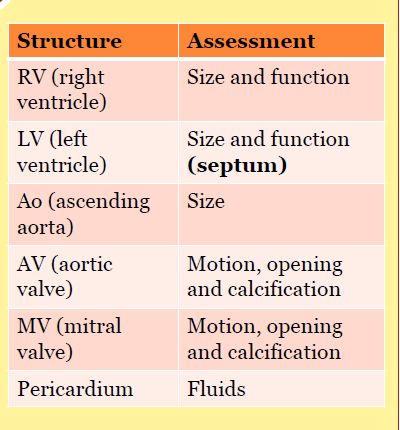 Structure Assessment
RV (right Size and function
ventricle)
LV (left Size and function
ventricle) (septum)
Ao (ascending Size
aorta)
AV (aortic Motion, opening
valve) and calcification
MV (mitral Motion, opening
valve) and calcification
Pericardium Fluids